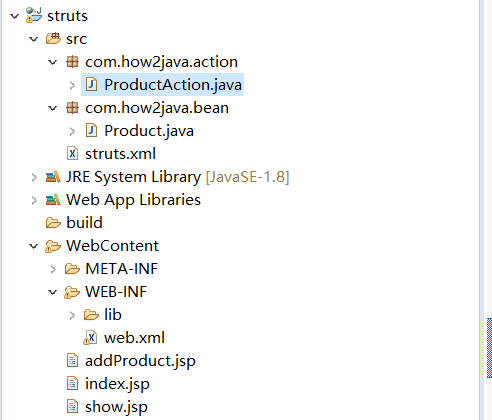 struts
src
com.how2java.action
ProductAction.java
com.how2java.bean
Product.java
struts.xml
JRE System Library [JavaSE-1.8]
Web App Libraries
build
WebContent
META-INF
WEB-INF
lib
web.xml
addProduct.jsp
index.jsp
show.jsp